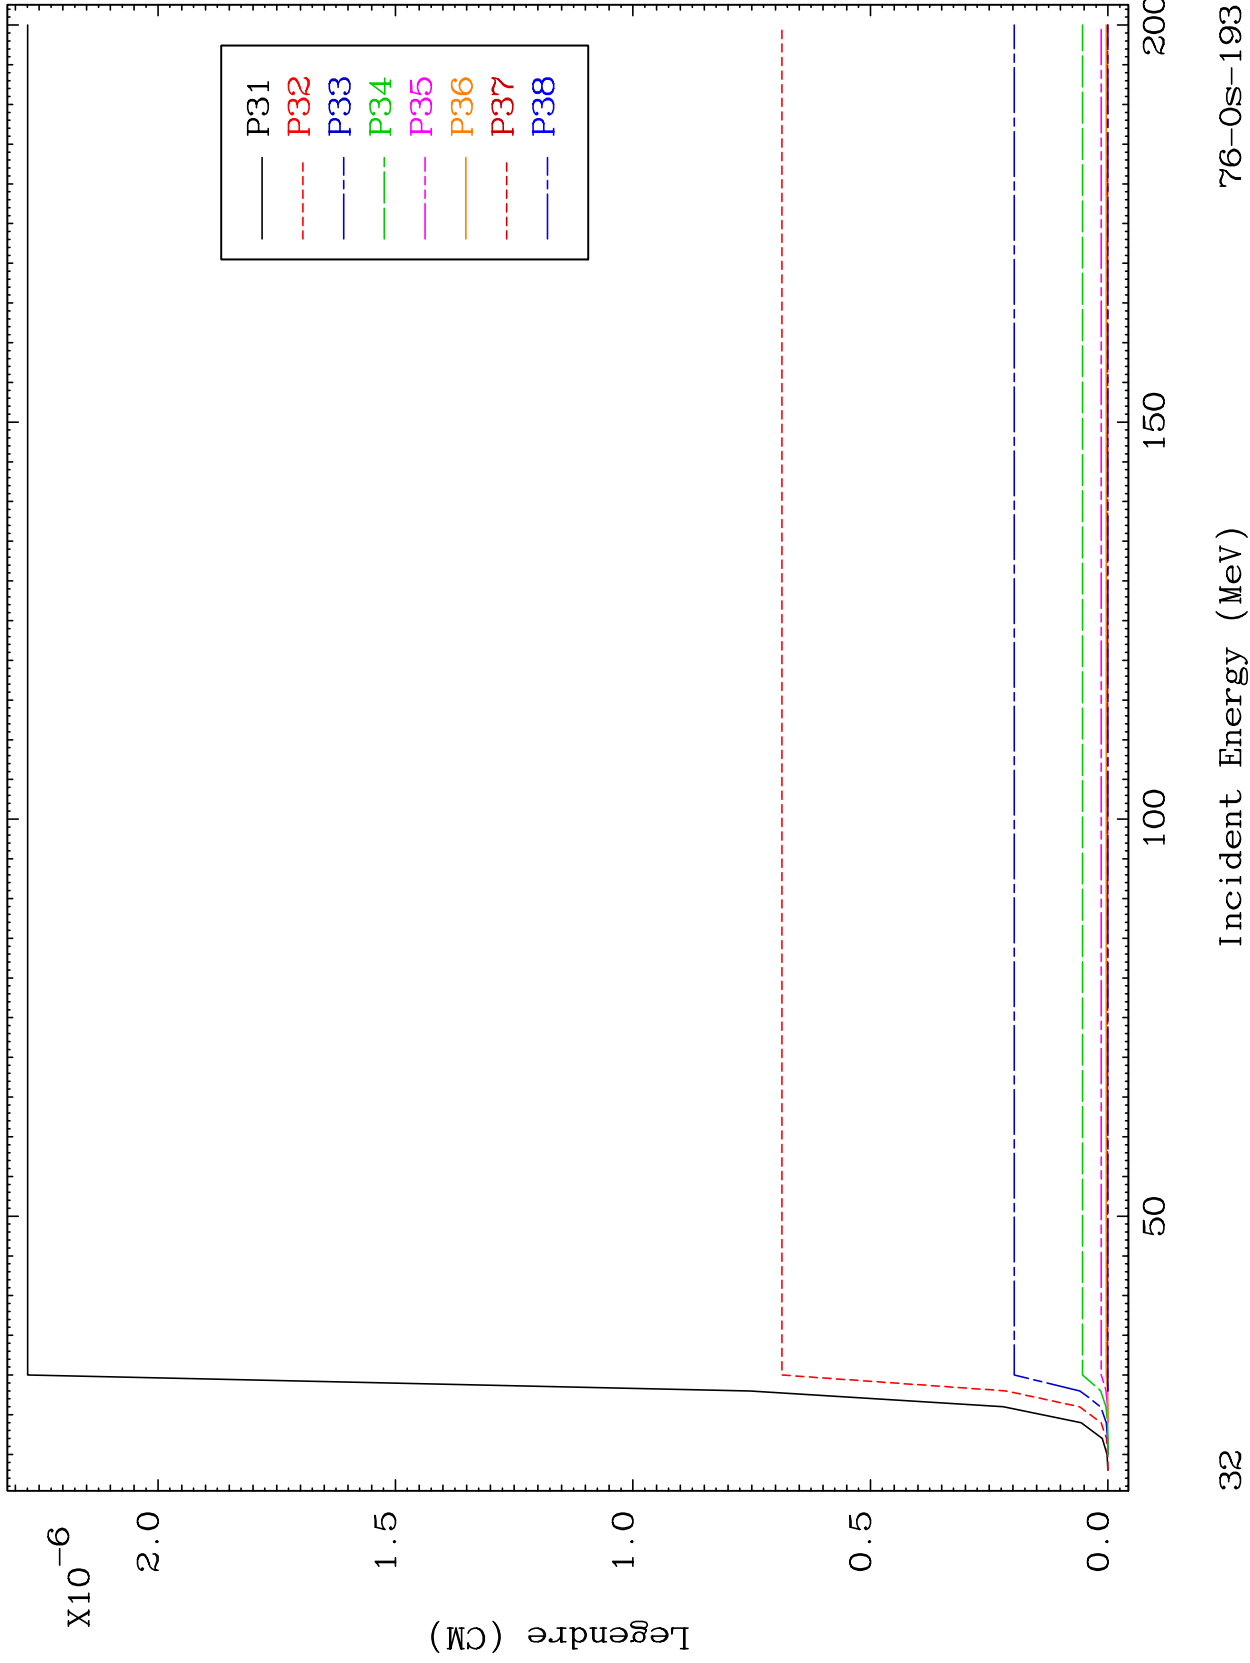 X10-6
2.0
1.5
1.0
0.5
0.0
Legendre (CM)
P31
P32
P33
P34
P35
P36
P37
P38
50
100
150
200
Incident Energy (MeV)
32
76-Os-193